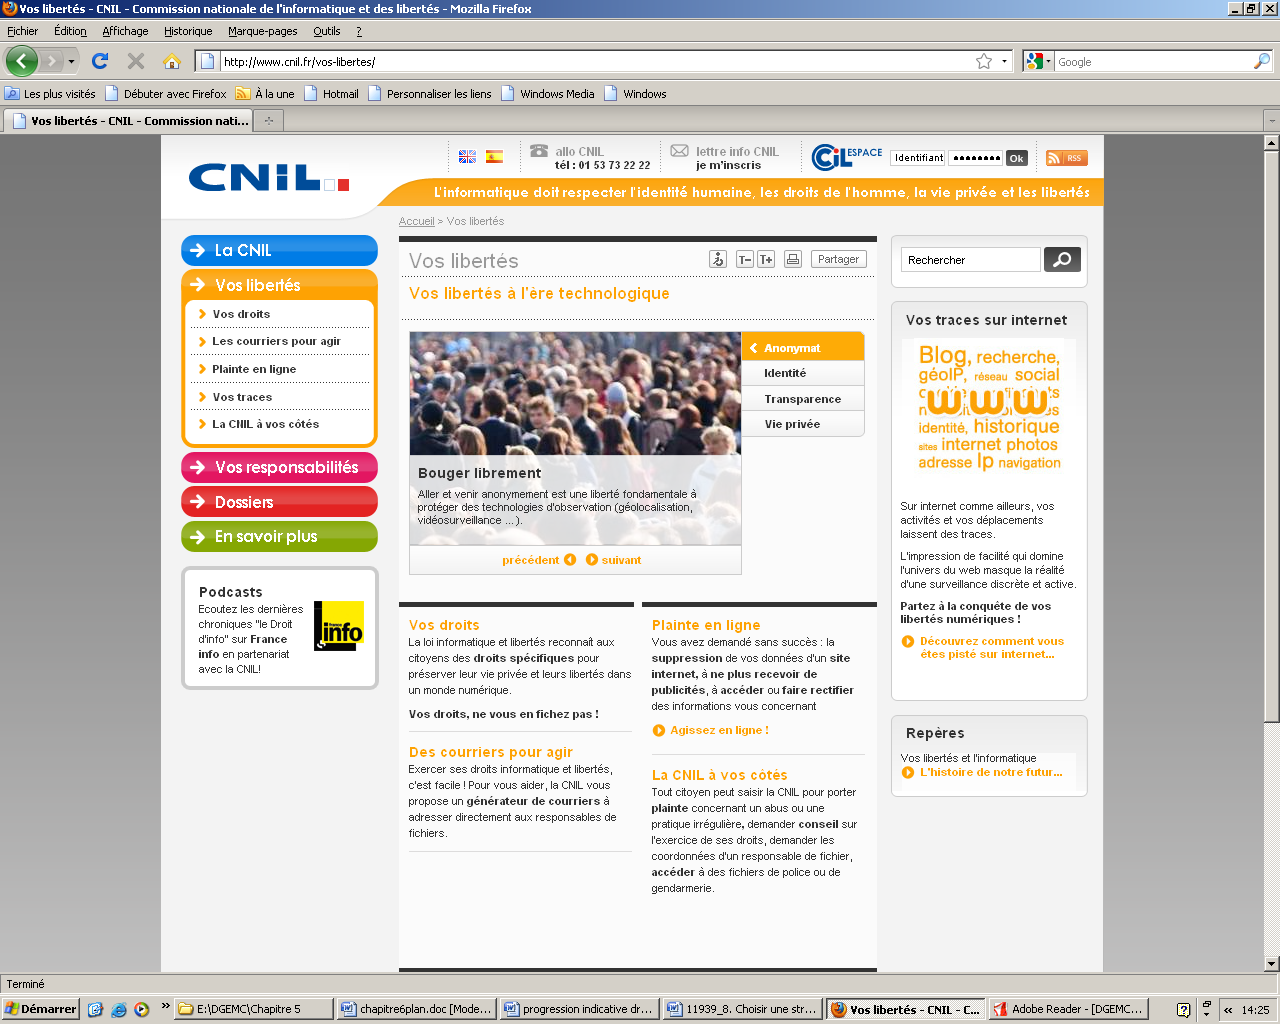 Vos libertés - CNIL - Commission nationale de l'informatique et des libertés - Mozilla Firefox
Fichier Édition Affichage Historique Marque-pages Outils ?
http://www.cnil.fr/vos-libertes/
Google
Les plus visités Débuter avec Firefox À la une Hotmail Personnaliser les liens Windows Media Windows
Vos libertés - CNIL - Commission nati...
CNIL
allo CNIL
tél : 01 53 73 22 22
lettre info CNIL
je m'inscris
CIL ESPACE
Identifiant
Ok
RSS
L'informatique doit respecter l'identité humaine, les droits de l'homme, la vie privée et les libertés
Accueil > Vos libertés
La CNIL
Vos libertés
Vos droits
Les courriers pour agir
Plainte en ligne
Vos traces
La CNIL à vos côtés
Vos responsabilités
Dossiers
En savoir plus
Podcasts
Ecoutez les dernières
chroniques "le Droit
d'info" sur France
info en partenariat
avec la CNIL!
france
info
Vos libertés
T- T+
Partager
Vos libertés à l'ère technologique
Anonymat
Identité
Transparence
Vie privée
Bouger librement
Aller et venir anonymement est une liberté fondamentale à
protéger des technologies d'observation (géolocalisation,
vidéosurveillance ...).
précédent suivant
Vos droits
La loi informatique et libertés reconnaît aux
citoyens des droits spécifiques pour
préserver leur vie privée et leurs libertés dans
un monde numérique.
Vos droits, ne vous en fichez pas !
Des courriers pour agir
Exercer ses droits informatique et libertés,
c'est facile ! Pour vous aider, la CNIL vous
propose un générateur de courriers à
adresser directement aux responsables de
fichiers.
Plainte en ligne
Vous avez demandé sans succès : la
suppression de vos données d'un site
internet, à ne plus recevoir de
publicités, à accéder ou faire rectifier
des informations vous concernant
Agissez en ligne !
La CNIL à vos côtés
Tout citoyen peut saisir la CNIL pour porter
plainte concernant un abus ou une
pratique irrégulière, demander conseil sur
l'exercice de ses droits, demander les
coordonnées d'un responsable de fichier,
accéder à des fichiers de police ou de
gendarmerie.
Rechercher
Vos traces sur internet
Blog, recherche,
géoIP, réseau social
www
identité, historique
sites internet photos
adresse Ip navigation
Sur internet comme ailleurs, vos
activités et vos déplacements
laissent des traces.
L'impression de facilité qui domine
l'univers du web masque la réalité
d'une surveillance discrète et active.
Partez à la conquête de vos
libertés numériques !
Découvrez comment vous
êtes pisté sur internet...
Repères
Vos libertés et l'informatique
L'histoire de notre futur...
Terminé
Démarrer
E:\DGEMC\Chapitre 5
chapitre6plan.doc [Mode...
progression indicative dr...
11939_8. Choisir une str...
Vos libertés - CNIL - C...
Adobe Reader - [DGEMC...
14:25